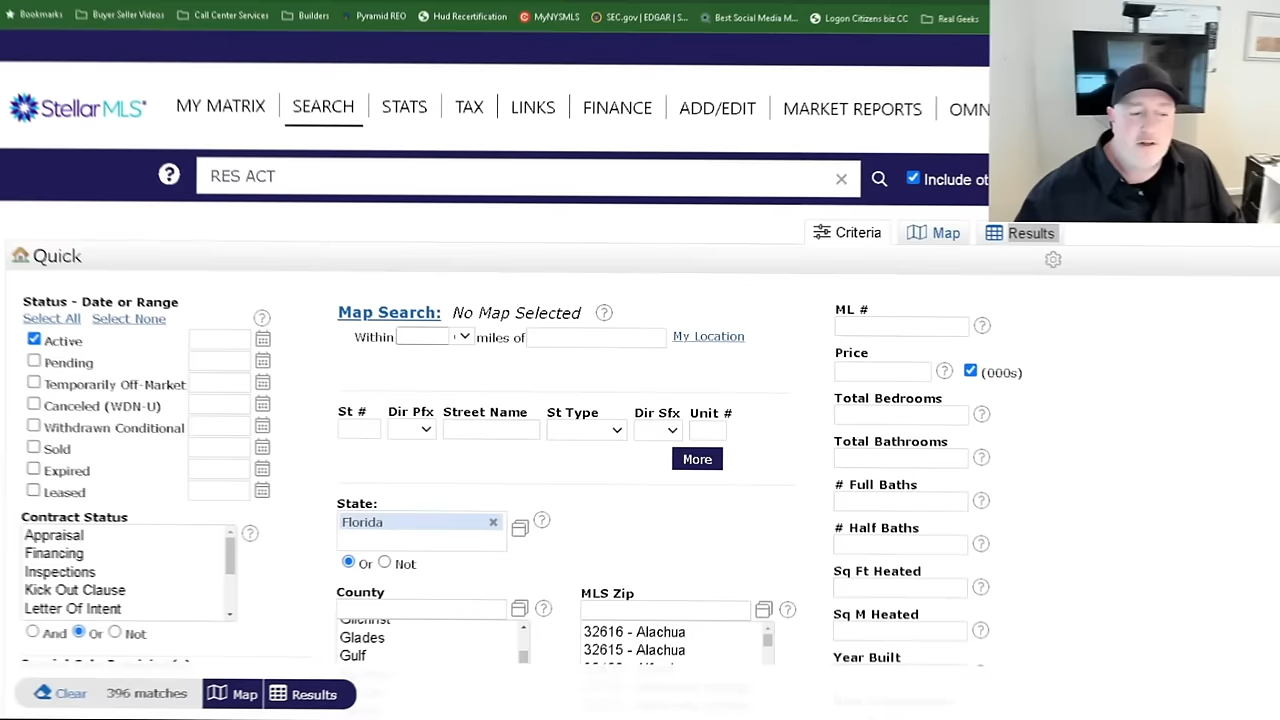 Bookmarks Buyer Seller Videos Call Center Services Builders Pyramid REO Hud Recertification MyNYSMLS SEC.gov | EDGAR | S... Best Social Media M... Logon Citizens biz CC Real Geeks
StellarMLS MY MATRIX SEARCH STATS TAX LINKS FINANCE ADD/EDIT MARKET REPORTS OMN
? RES ACT Include ot
Criteria Map Results
Quick
Status - Date or Range
Select All Select None
Active
Pending
Temporarily Off-Market
Canceled (WDN-U)
Withdrawn Conditional
Sold
Expired
Leased
Contract Status
Appraisal
Financing
Inspections
Kick Out Clause
Letter Of Intent
And Or Not
Map Search: No Map Selected
Within miles of My Location
St # Dir Pfx Street Name St Type Dir Sfx Unit #
More
State:
Florida
Or Not
County
Gilchrist
Glades
Gulf
MLS Zip
32616 - Alachua
32615 - Alachua
ML #
Price
(000s)
Total Bedrooms
Total Bathrooms
# Full Baths
# Half Baths
Sq Ft Heated
Sq M Heated
Year Built
Clear 396 matches Map Results